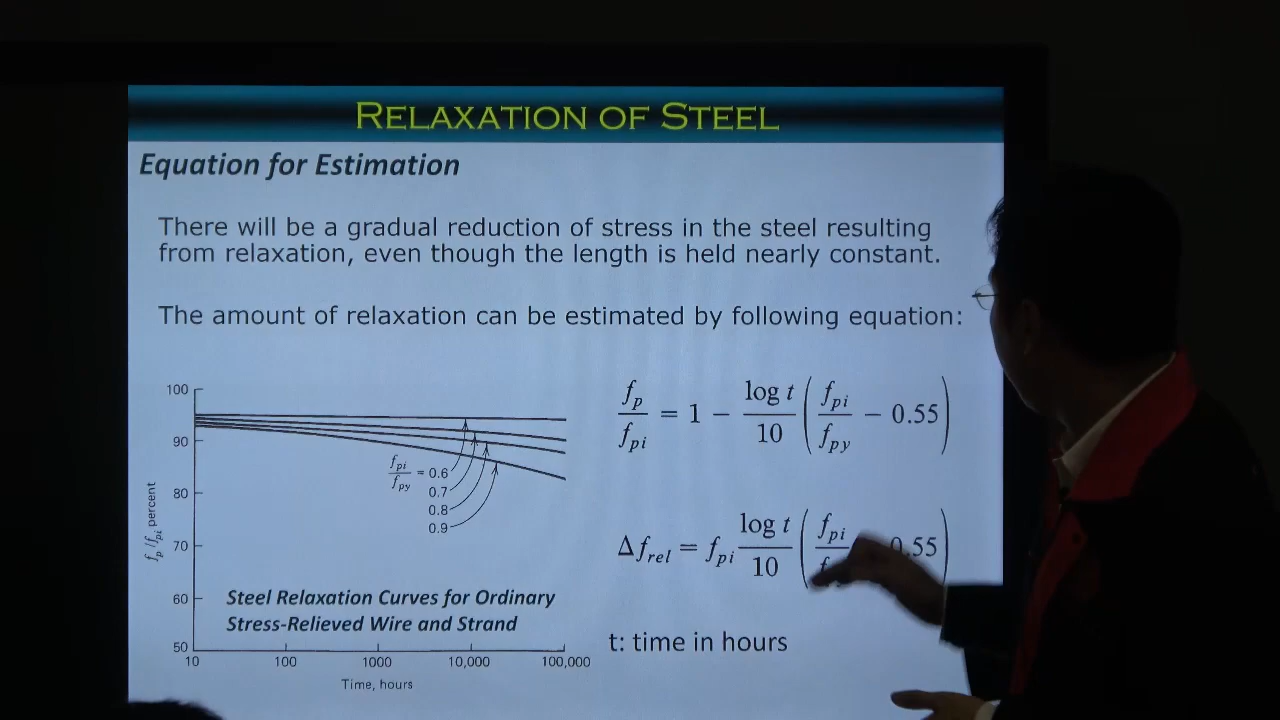 RELAXATION OF STEEL
Equation for Estimation
There will be a gradual reduction of stress in the steel resulting
from relaxation, even though the length is held nearly constant.
The amount of relaxation can be estimated by following equation:
f_p / f_pi = 1 − log t / 10 ( f_pi / f_py − 0.55 )
Δf_rel = f_pi log t / 10 ( f_pi 0.55 )
t: time in hours
100
90
80
70
60
50
f_p / f_pi percent
f_pi / f_py = 0.6
0.7
0.8
0.9
Steel Relaxation Curves for Ordinary
Stress-Relieved Wire and Strand
10 100 1000 10,000 100,000
Time, hours